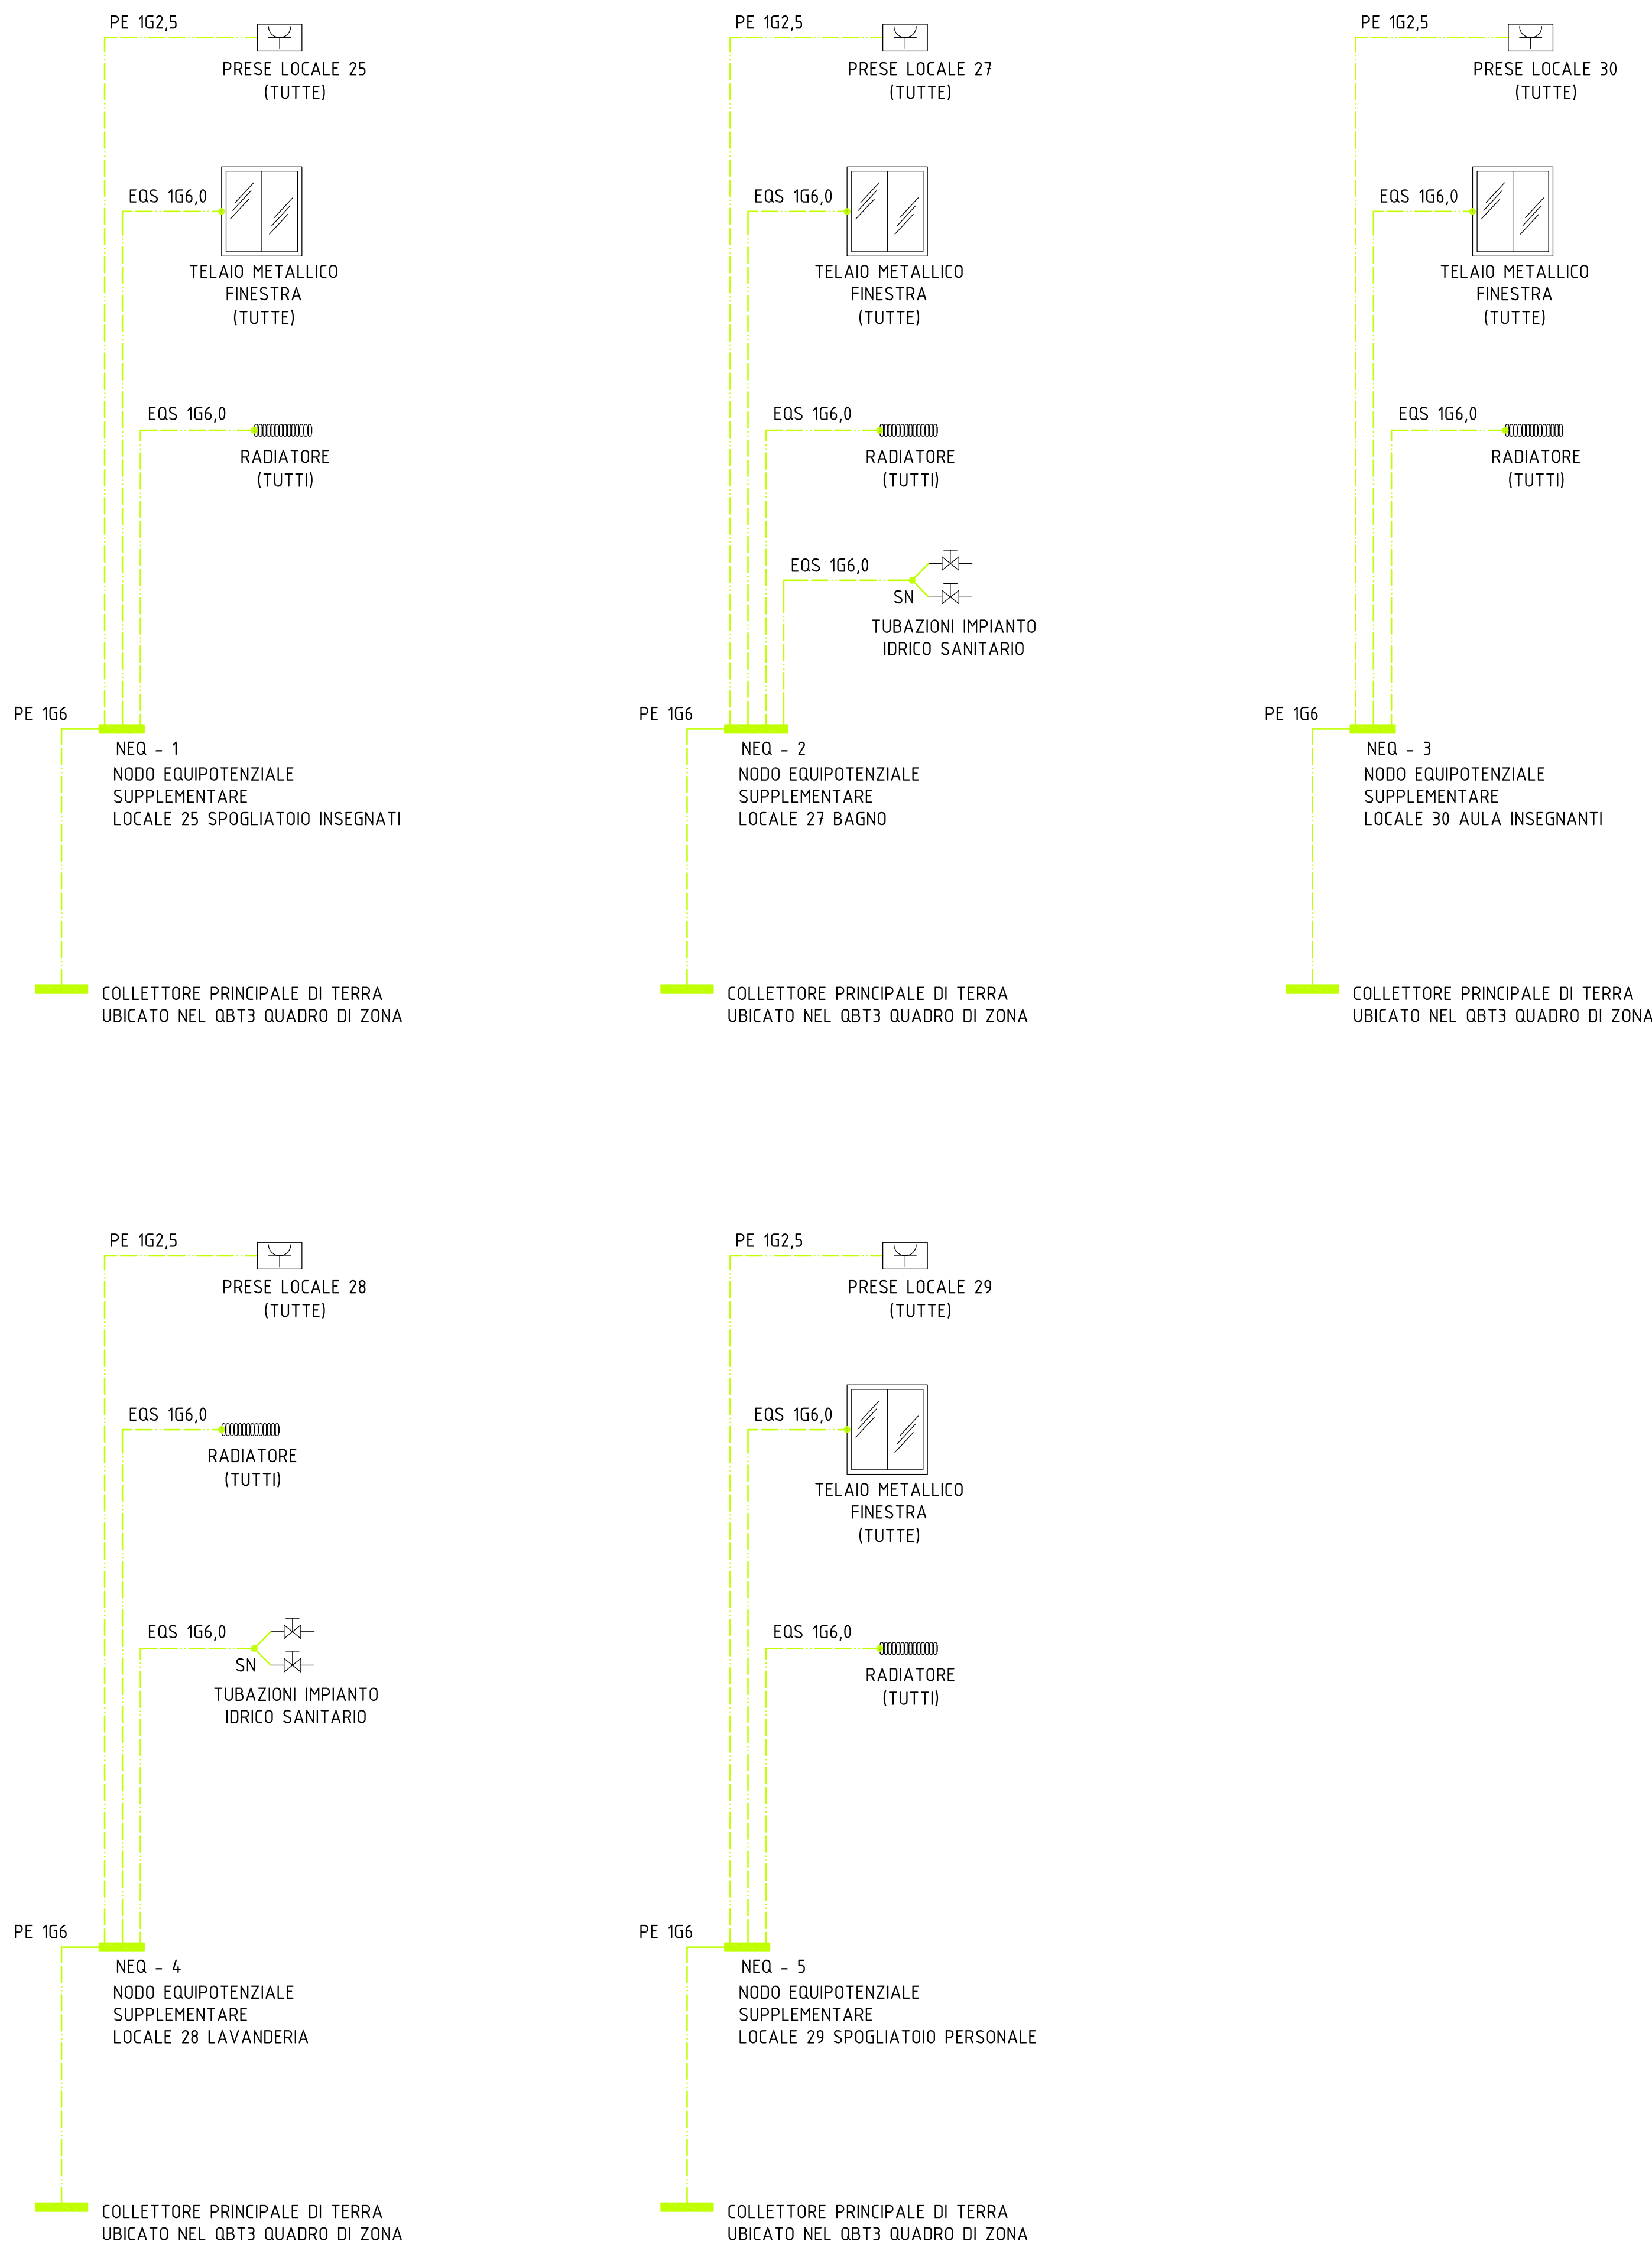 PE 1G2,5
PRESE LOCALE 25
(TUTTE)
EQS 1G6,0
TELAIO METALLICO
FINESTRA
(TUTTE)
EQS 1G6,0
RADIATORE
(TUTTI)
PE 1G6
NEQ - 1
NODO EQUIPOTENZIALE
SUPPLEMENTARE
LOCALE 25 SPOGLIATOIO INSEGNATI
COLLETTORE PRINCIPALE DI TERRA
UBICATO NEL QBT3 QUADRO DI ZONA
PE 1G2,5
PRESE LOCALE 27
(TUTTE)
EQS 1G6,0
TELAIO METALLICO
FINESTRA
(TUTTE)
EQS 1G6,0
RADIATORE
(TUTTI)
EQS 1G6,0
SN
TUBAZIONI IMPIANTO
IDRICO SANITARIO
PE 1G6
NEQ - 2
NODO EQUIPOTENZIALE
SUPPLEMENTARE
LOCALE 27 BAGNO
COLLETTORE PRINCIPALE DI TERRA
UBICATO NEL QBT3 QUADRO DI ZONA
PE 1G2,5
PRESE LOCALE 30
(TUTTE)
EQS 1G6,0
TELAIO METALLICO
FINESTRA
(TUTTE)
EQS 1G6,0
RADIATORE
(TUTTI)
PE 1G6
NEQ - 3
NODO EQUIPOTENZIALE
SUPPLEMENTARE
LOCALE 30 AULA INSEGNANTI
COLLETTORE PRINCIPALE DI TERRA
UBICATO NEL QBT3 QUADRO DI ZONA
PE 1G2,5
PRESE LOCALE 28
(TUTTE)
EQS 1G6,0
RADIATORE
(TUTTI)
EQS 1G6,0
SN
TUBAZIONI IMPIANTO
IDRICO SANITARIO
PE 1G6
NEQ - 4
NODO EQUIPOTENZIALE
SUPPLEMENTARE
LOCALE 28 LAVANDERIA
COLLETTORE PRINCIPALE DI TERRA
UBICATO NEL QBT3 QUADRO DI ZONA
PE 1G2,5
PRESE LOCALE 29
(TUTTE)
EQS 1G6,0
TELAIO METALLICO
FINESTRA
(TUTTE)
EQS 1G6,0
RADIATORE
(TUTTI)
PE 1G6
NEQ - 5
NODO EQUIPOTENZIALE
SUPPLEMENTARE
LOCALE 29 SPOGLIATOIO PERSONALE
COLLETTORE PRINCIPALE DI TERRA
UBICATO NEL QBT3 QUADRO DI ZONA